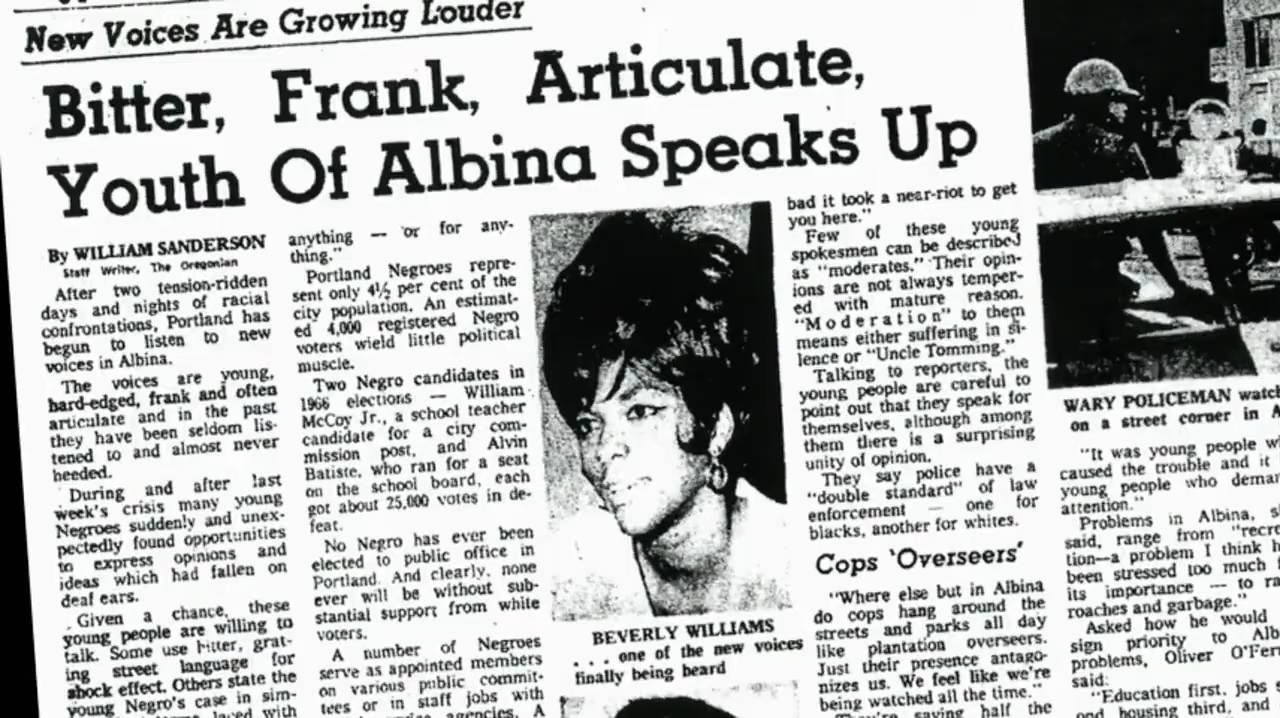 New Voices Are Growing Louder
Bitter, Frank, Articulate,
Youth Of Albina Speaks Up
By WILLIAM SANDERSON
Staff Writer, The Oregonian
After two tension-ridden
days and nights of racial
confrontations, Portland has
begun to listen to new
voices in Albina.
The voices are young,
hard-edged, frank and often
articulate and in the past
they have been seldom lis-
tened to and almost never
heeded.
During and after last
week's crisis many young
Negroes suddenly and unex-
pectedly found opportunities
to express opinions and
ideas which had fallen on
deaf ears.
Given a chance, these
young people are willing to
talk. Some use bitter, grat-
ing street language for
shock effect. Others state the
young Negro's case in sim-
laced with
anything — or for any-
thing."
Portland Negroes repre-
sent only 4½ per cent of the
city population. An estimat-
ed 4,000 registered Negro
voters wield little political
muscle.
Two Negro candidates in
1966 elections — William
McCoy Jr., a school teacher
candidate for a city com-
mission post, and Alvin
Batiste, who ran for a seat
on the school board, each
got about 25,000 votes in de-
feat.
No Negro has ever been
elected to public office in
Portland. And clearly, none
ever will be without sub-
stantial support from white
voters.
A number of Negroes
serve as appointed members
on various public commit-
tees or in staff jobs with
agencies. A
BEVERLY WILLIAMS
. . . one of the new voices
finally being heard
bad it took a near-riot to get
you here."
Few of these young
spokesmen can be described
as "moderates." Their opin-
ions are not always temper-
ed with mature reason.
"Moderation" to them
means either suffering in si-
lence or "Uncle Tomming."
Talking to reporters, the
young people are careful to
point out that they speak for
themselves, although among
them there is a surprising
unity of opinion.
They say police have a
"double standard" of law
enforcement — one for
blacks, another for whites.
Cops 'Overseers'
"Where else but in Albina
do cops hang around the
streets and parks all day
like plantation overseers.
Just their presence antago-
nizes us. We feel like we're
being watched all the time."
They're saying half the
WARY POLICEMAN watch
on a street corner in A
"It was young people w
caused the trouble and it
young people who deman
attention."
Problems in Albina, s
said, range from "recre
tion—a problem I think h
been stressed too much f
its importance — to ra
roaches and garbage."
Asked how he would
sign priority to Alb
problems, Oliver O'Fer
said:
"Education first, jobs s
ond, housing third, and